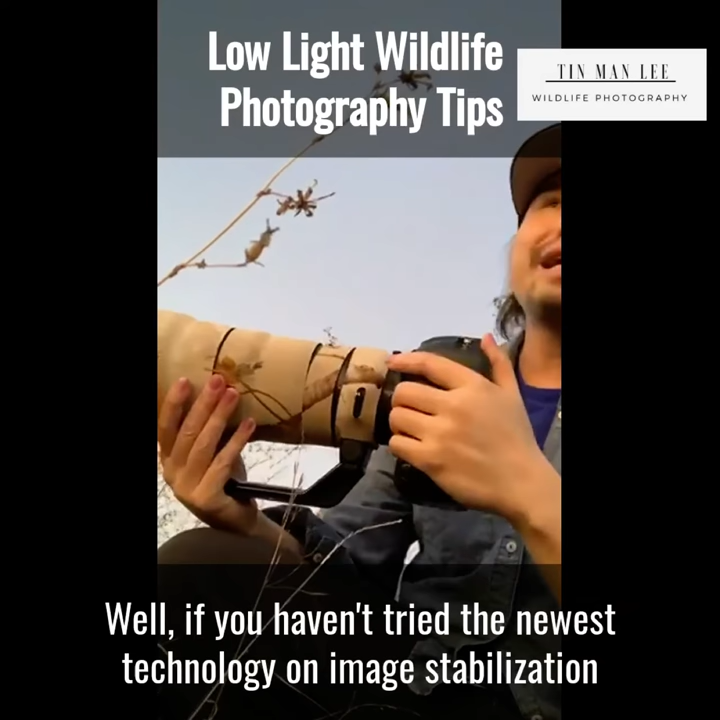 Low Light Wildlife
Photography Tips
TIN MAN LEE
WILDLIFE PHOTOGRAPHY
Well, if you haven't tried the newest
technology on image stabilization